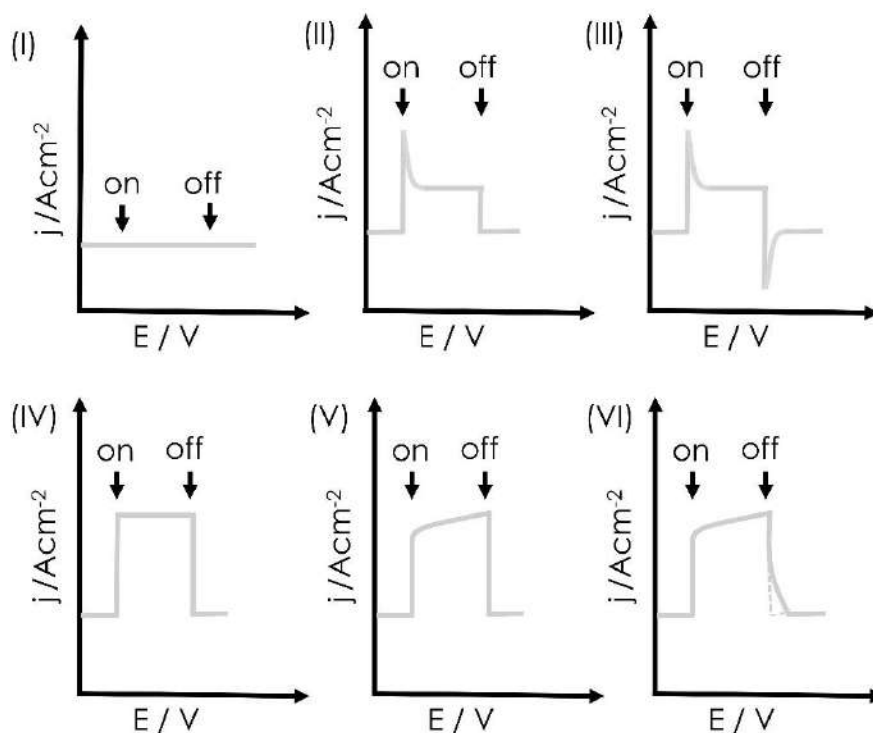 (I)
on
off
j /Acm-2
E / V
(II)
on
off
j /Acm-2
E / V
(III)
on
off
j /Acm-2
E / V
(IV)
on
off
j /Acm-2
E / V
(V)
on
off
j /Acm-2
E / V
(VI)
on
off
j /Acm-2
E / V